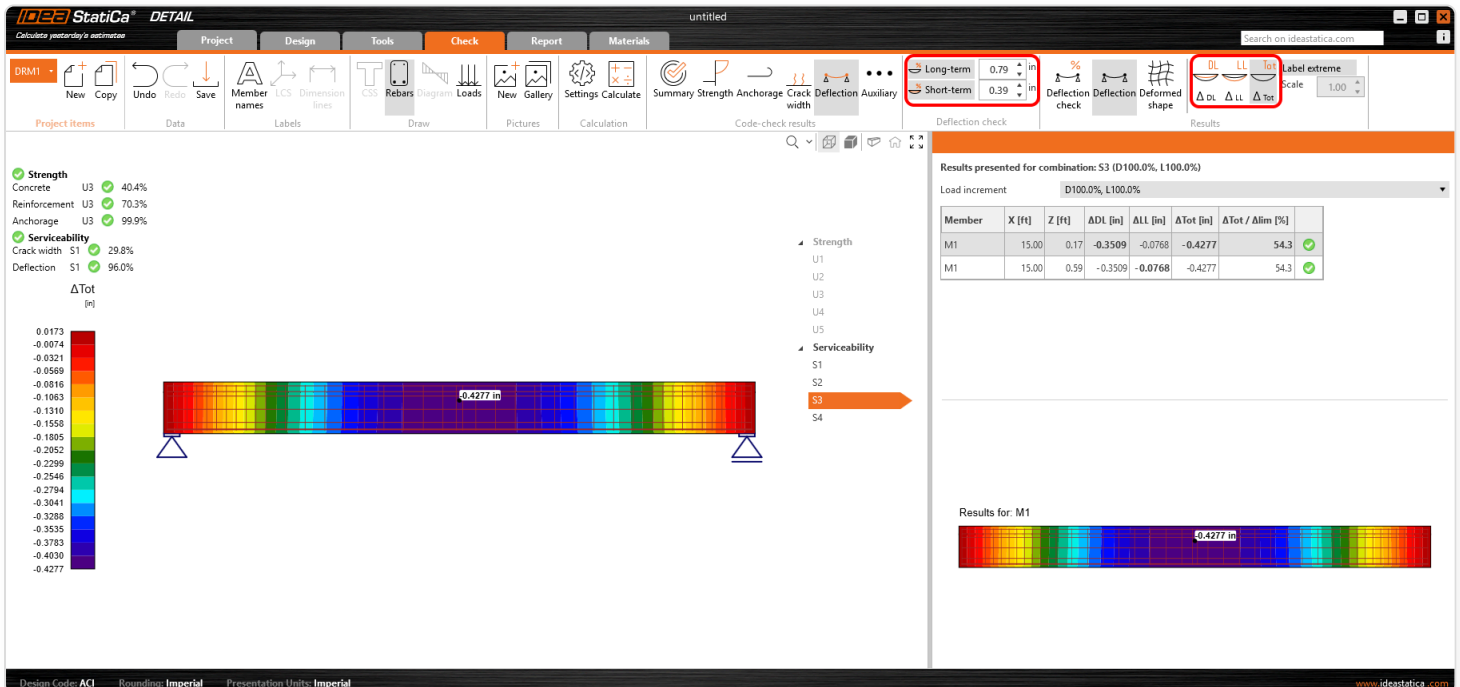 IDEA StatiCa® DETAIL
untitled
Calculate yesterday's estimates
Project Design Tools Check Report Materials
Search on ideastatica.com
i
DRM1
New Copy
Undo Redo Save
Member names LCS Dimension lines
CSS Rebars Diagram Loads
New Gallery
Settings Calculate
Summary Strength Anchorage Crack width Deflection Auxiliary
Long-term 0.79 in
Short-term 0.39 in
% Deflection check Deflection Deformed shape
DL LL Tot
Δ DL Δ LL Δ Tot
Label extreme
Scale 1.00
Project items Data Labels Draw Pictures Calculation Code-check results Deflection check Results
Strength
Concrete U3 40.4%
Reinforcement U3 70.3%
Anchorage U3 99.9%
Serviceability
Crack width S1 29.8%
Deflection S1 96.0%
ΔTot
[in]
0.0173
-0.0074
-0.0321
-0.0569
-0.0816
-0.1063
-0.1310
-0.1558
-0.1805
-0.2052
-0.2299
-0.2546
-0.2794
-0.3041
-0.3288
-0.3535
-0.3783
-0.4030
-0.4277
-0.4277 in
Strength
U1
U2
U3
U4
U5
Serviceability
S1
S2
S3
S4
Results presented for combination: S3 (D100.0%, L100.0%)
Load increment D100.0%, L100.0%
Member X [ft] Z [ft] ΔDL [in] ΔLL [in] ΔTot [in] ΔTot / Δlim [%]
M1 15.00 0.17 -0.3509 -0.0768 -0.4277 54.3
M1 15.00 0.59 -0.3509 -0.0768 -0.4277 54.3
Results for: M1
-0.4277 in
Design Code: ACI Rounding: Imperial Presentation Units: Imperial
www.ideastatica.com